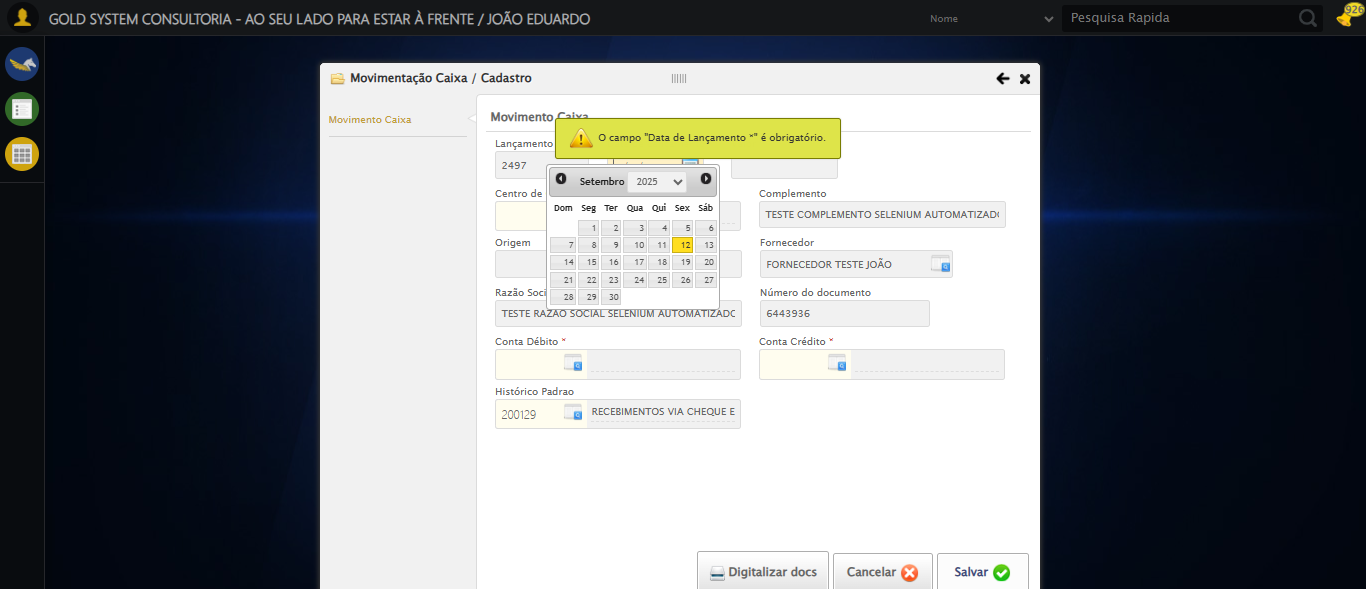 GOLD SYSTEM CONSULTORIA - AO SEU LADO PARA ESTAR À FRENTE / JOÃO EDUARDO
Nome
Pesquisa Rapida
926
Movimentação Caixa / Cadastro
Movimento Caixa
Movimento Caixa
O campo "Data de Lançamento *" é obrigatório.
Lançamento
2497
Setembro 2025
Dom Seg Ter Qua Qui Sex Sáb
1 2 3 4 5 6
7 8 9 10 11 12 13
14 15 16 17 18 19 20
21 22 23 24 25 26 27
28 29 30
Centro de
Complemento
TESTE COMPLEMENTO SELENIUM AUTOMATIZADO
Origem
Fornecedor
FORNECEDOR TESTE JOÃO
Razão Soci
Número do documento
TESTE RAZAO SOCIAL SELENIUM AUTOMATIZADO
6443936
Conta Débito *
Conta Crédito *
Histórico Padrao
200129
RECEBIMENTOS VIA CHEQUE E
Digitalizar docs
Cancelar
Salvar